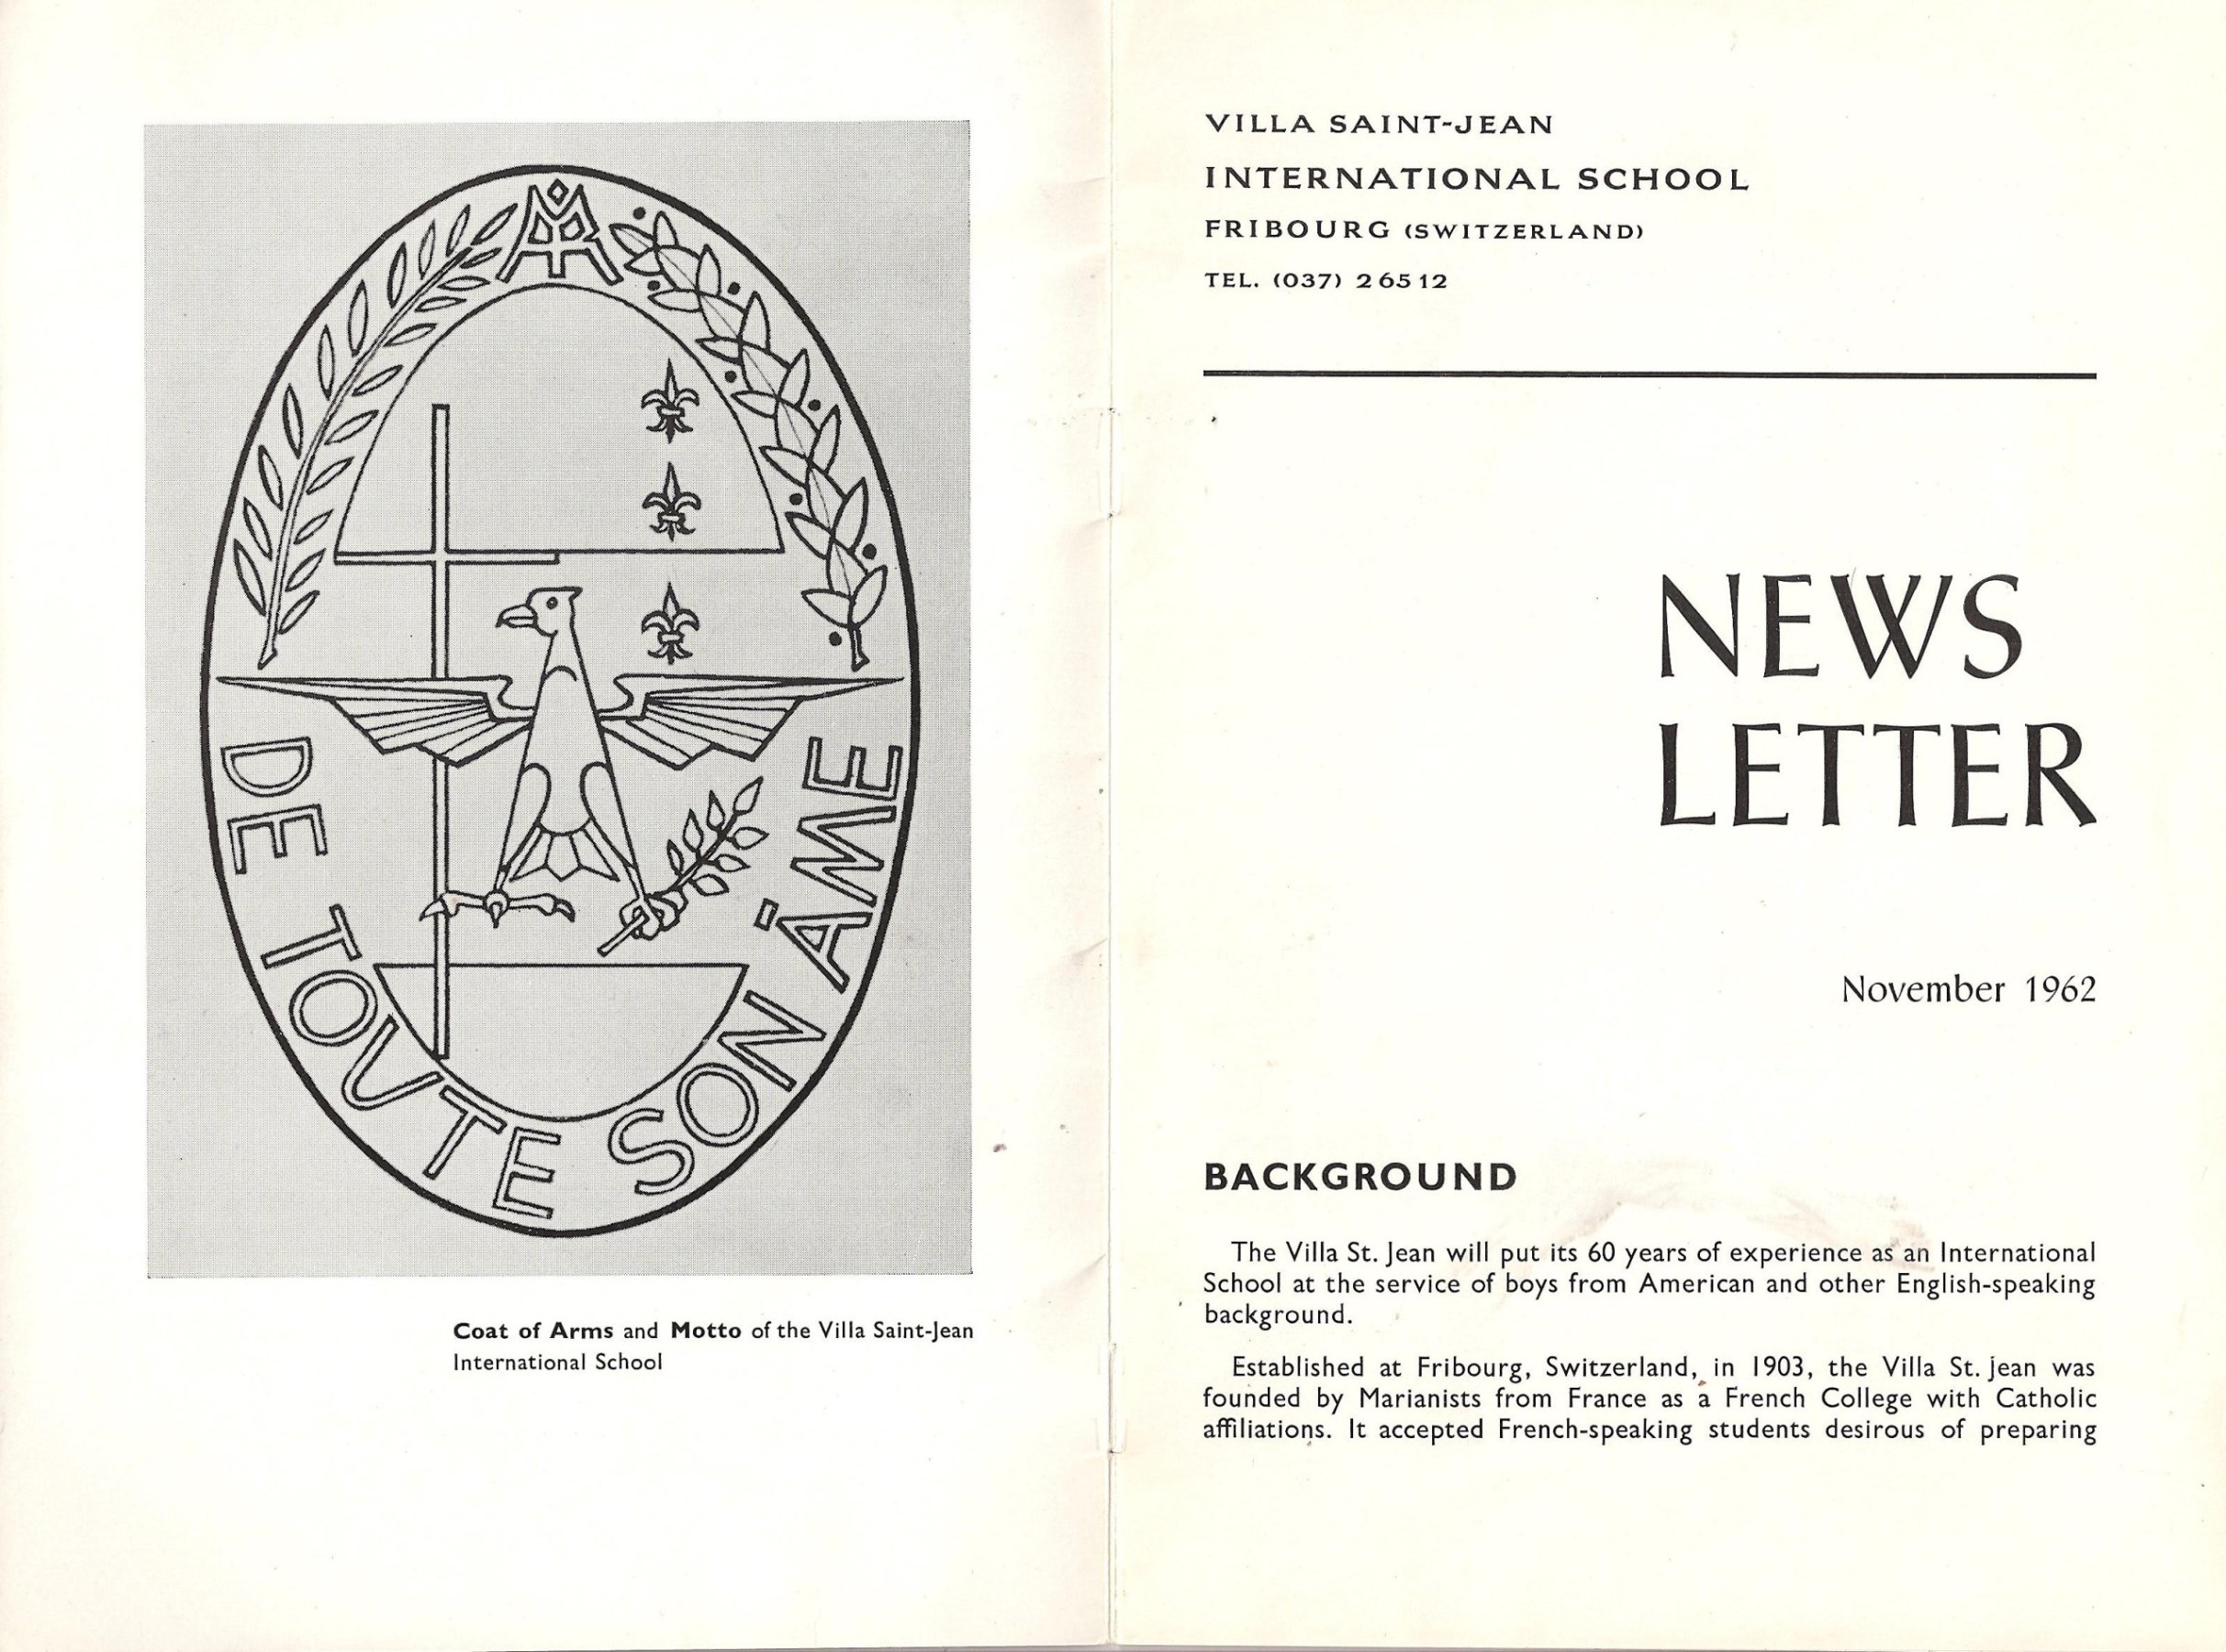 DE TOUTE SON ÂME
Coat of Arms and Motto of the Villa Saint-Jean
International School
VILLA SAINT-JEAN
INTERNATIONAL SCHOOL
FRIBOURG (SWITZERLAND)
TEL. (037) 2 65 12
NEWS
LETTER
November 1962
BACKGROUND
The Villa St. Jean will put its 60 years of experience as an International
School at the service of boys from American and other English-speaking
background.
Established at Fribourg, Switzerland, in 1903, the Villa St. Jean was
founded by Marianists from France as a French College with Catholic
affiliations. It accepted French-speaking students desirous of preparing